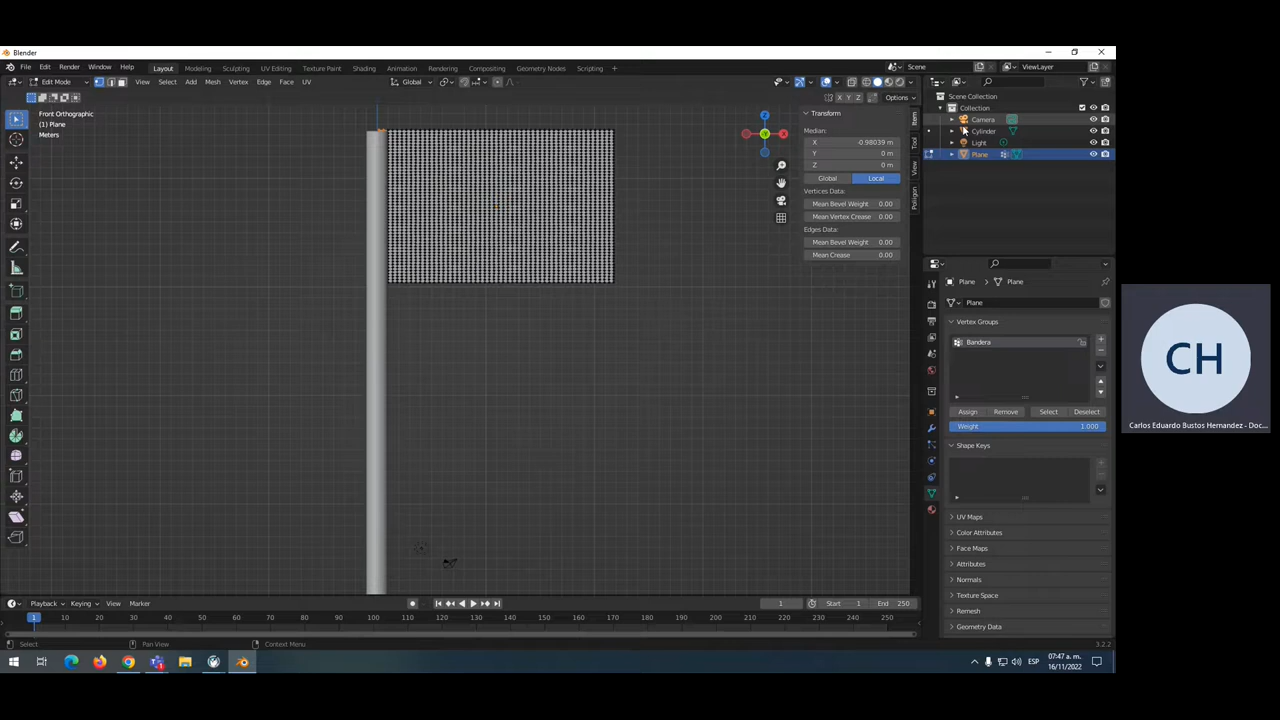 Blender
File Edit Render Window Help Layout Modeling Sculpting UV Editing Texture Paint Shading Animation Rendering Compositing Geometry Nodes Scripting + Scene ViewLayer
Edit Mode View Select Add Mesh Vertex Edge Face UV Global
X Y Z Options
Front Orthographic
(1) Plane
Meters
Transform
Median:
X -0.98039 m
Y 0 m
Z 0 m
Global Local
Vertices Data:
Mean Bevel Weight 0.00
Mean Vertex Crease 0.00
Edges Data:
Mean Bevel Weight 0.00
Mean Crease 0.00
Item
Tool
View
Poliigon
Scene Collection
Collection
Camera
Cylinder
Light
Plane
Plane Plane
Plane
Vertex Groups
Bandera
Assign Remove Select Deselect
Weight 1.000
Shape Keys
UV Maps
Color Attributes
Face Maps
Attributes
Normals
Texture Space
Remesh
Geometry Data
Playback Keying View Marker 1 Start 1 End 250
1 10 20 30 40 50 60 70 80 90 100 110 120 130 140 150 160 170 180 190 200 210 220 230 240 250
Select Pan View Context Menu 3.2.2
ESP 07:47 a. m.
16/11/2022
CH
Carlos Eduardo Bustos Hernandez - Doc...